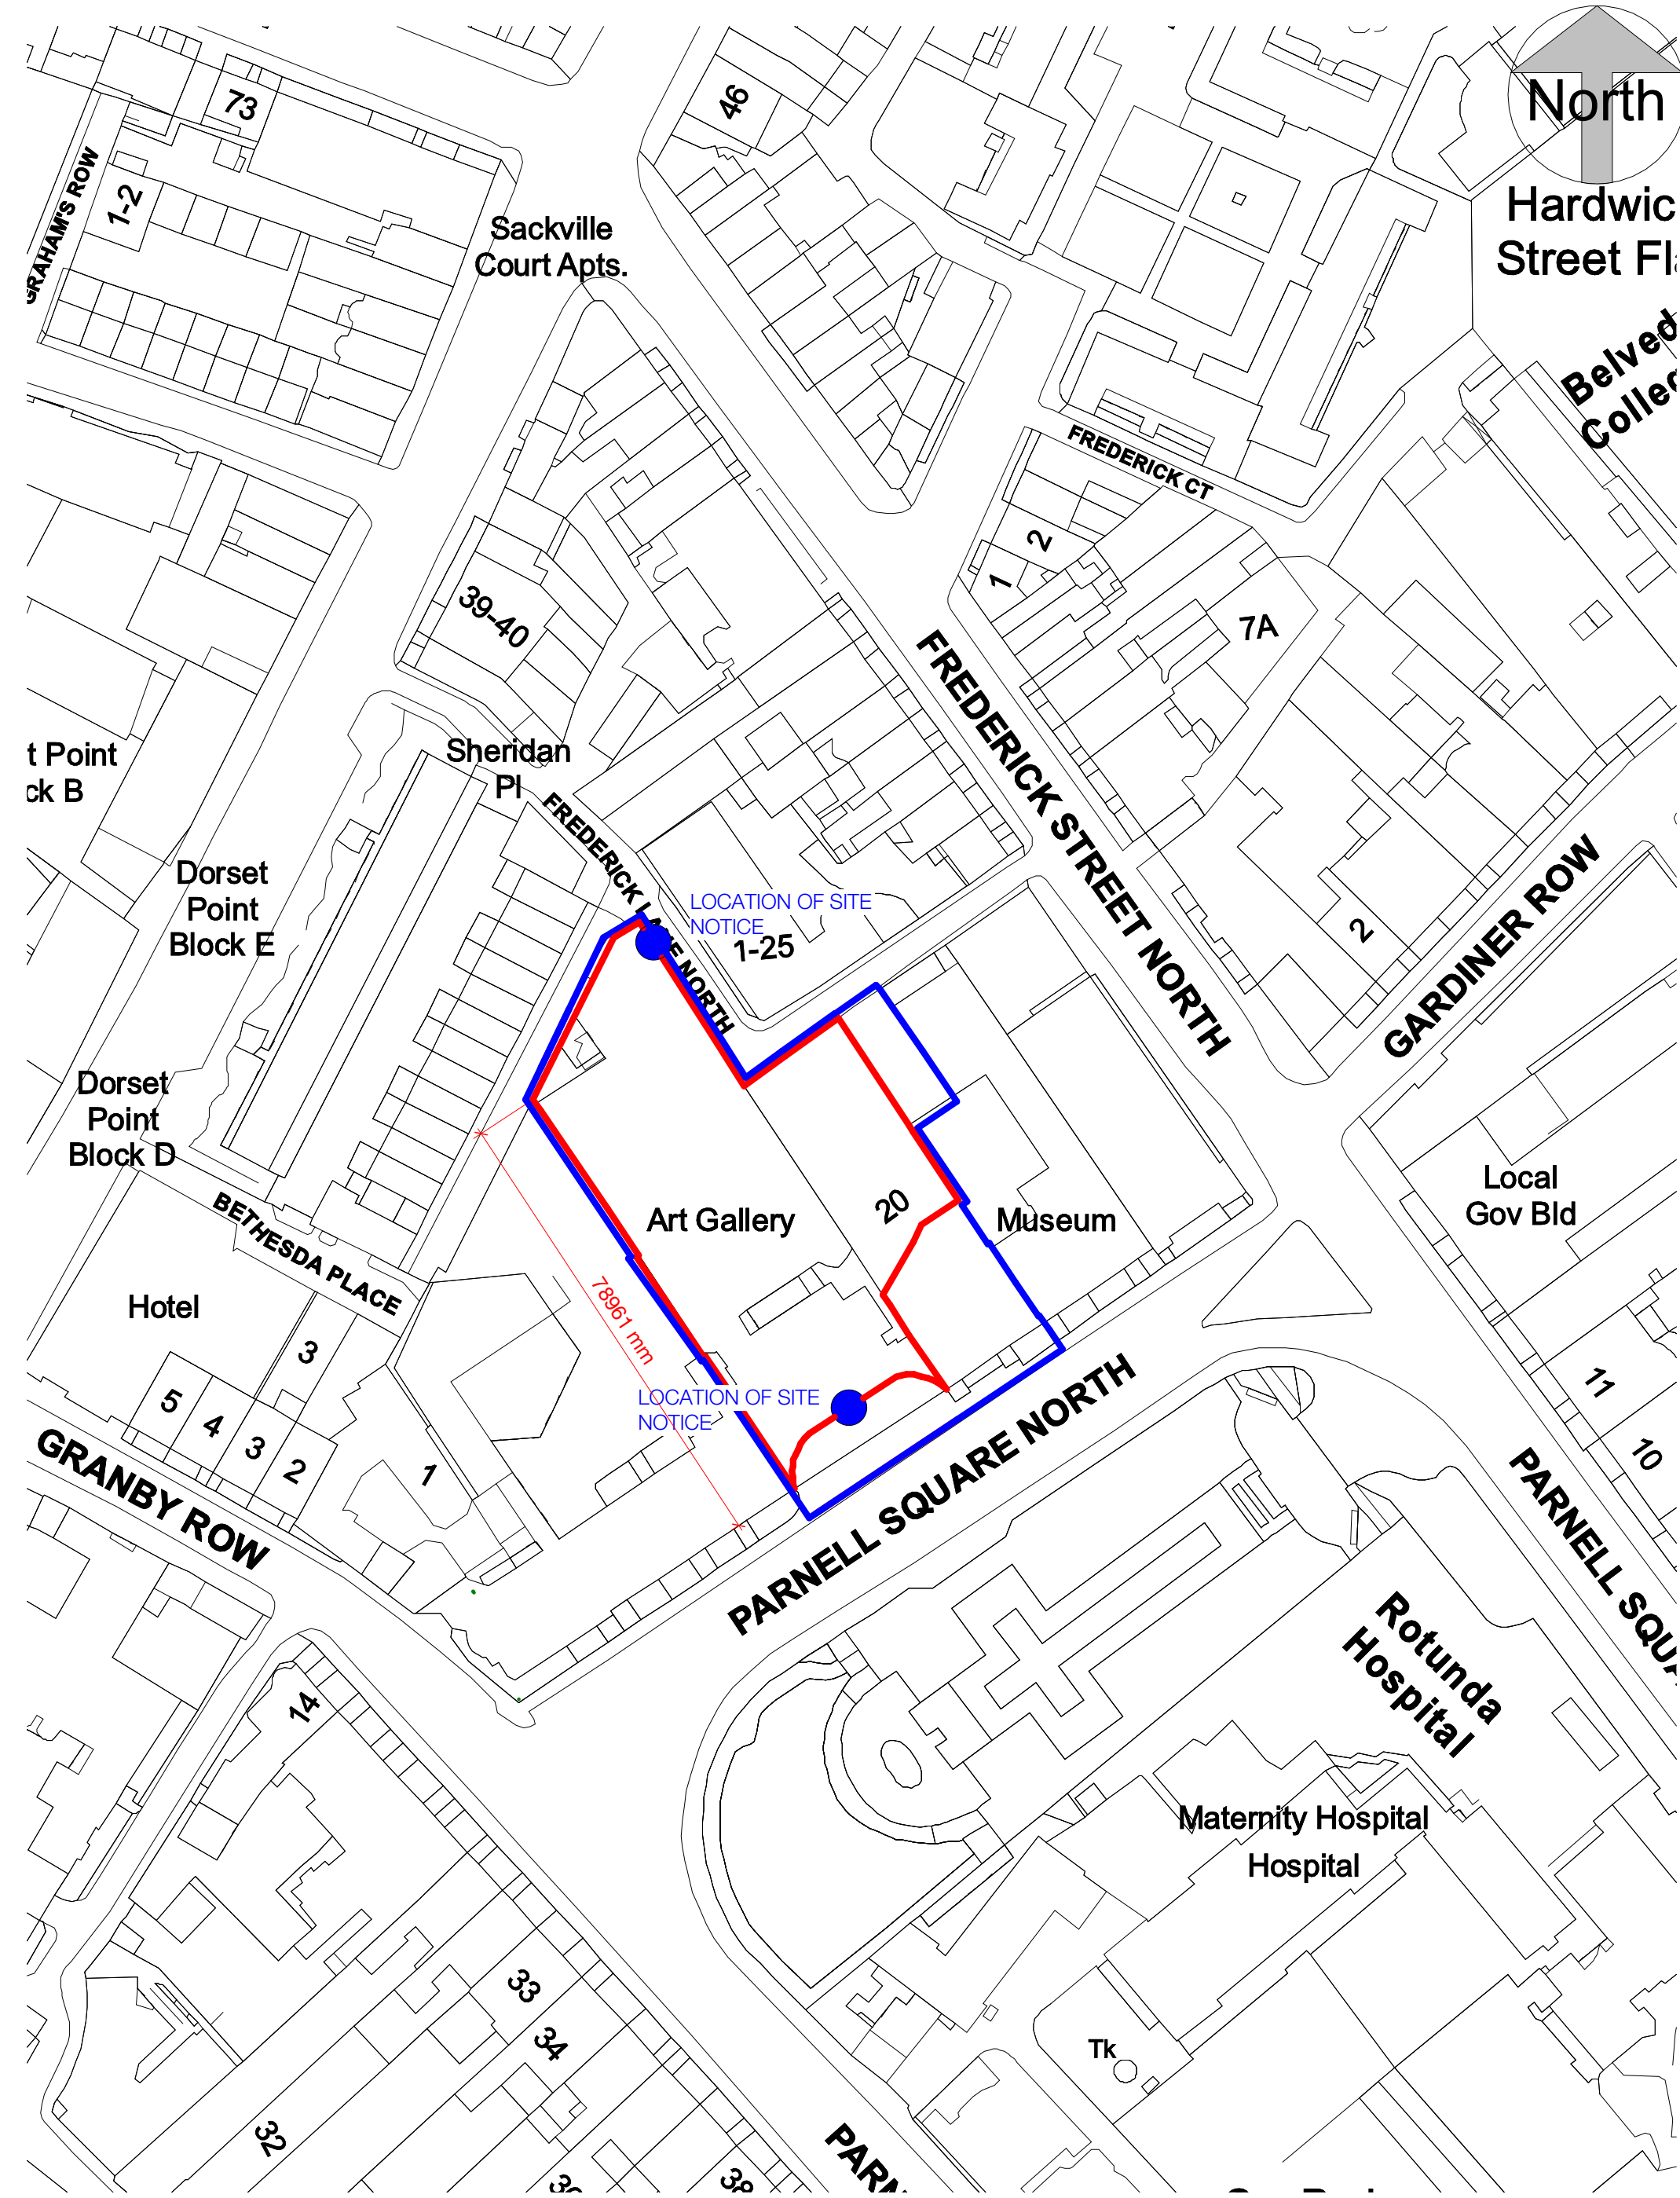 North
73
46
1-2
GRAHAM'S ROW
Hardwic
Street Fl
Sackville
Court Apts.
Belved
Colleg
FREDERICK CT
2
1
39-40
7A
FREDERICK STREET NORTH
t Point
ck B
Sheridan
Pl
FREDERICK LANE NORTH
Dorset
Point
Block E
LOCATION OF SITE
NOTICE
1-25
2
GARDINER ROW
Dorset
Point
Block D
BETHESDA PLACE
Art Gallery
20
Museum
Local
Gov Bld
Hotel
3
78961 mm
5
4
3
2
1
LOCATION OF SITE
NOTICE
11
10
GRANBY ROW
PARNELL SQUARE NORTH
PARNELL SQUA
Rotunda
Hospital
14
Maternity Hospital
Hospital
33
34
Tk
32
38
PARN